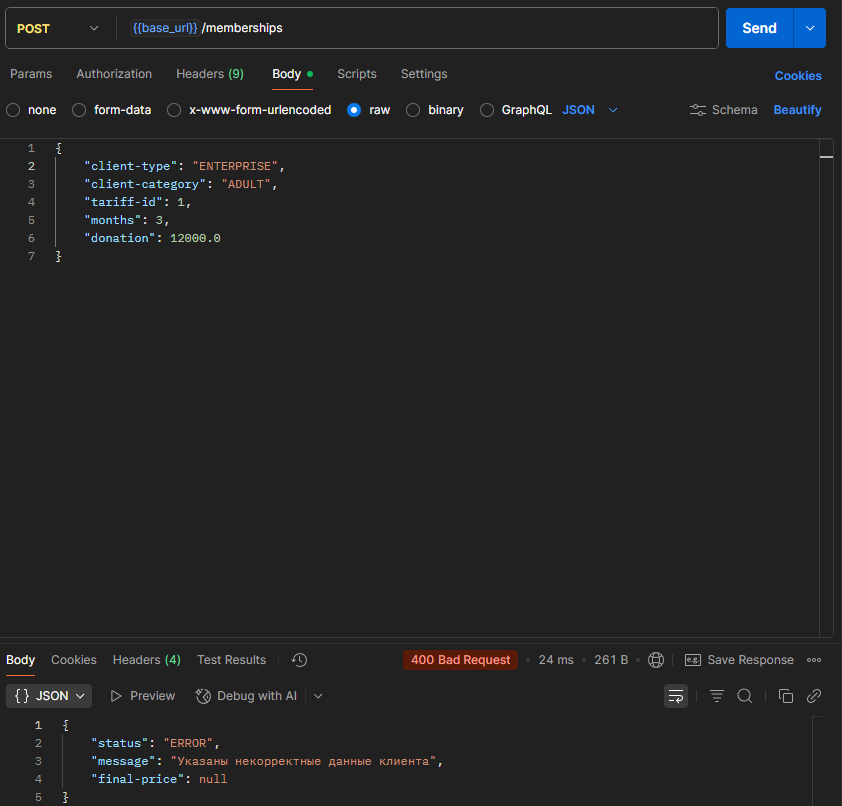 POST {{base_url}} /memberships Send
Params Authorization Headers (9) Body Scripts Settings Cookies
none form-data x-www-form-urlencoded raw binary GraphQL JSON Schema Beautify
1 {
2 "client-type": "ENTERPRISE",
3 "client-category": "ADULT",
4 "tariff-id": 1,
5 "months": 3,
6 "donation": 12000.0
7 }
Body Cookies Headers (4) Test Results 400 Bad Request 24 ms 261 B e.g. Save Response
{} JSON Preview Debug with AI
1 {
2 "status": "ERROR",
3 "message": "Указаны некорректные данные клиента",
4 "final-price": null
5 }